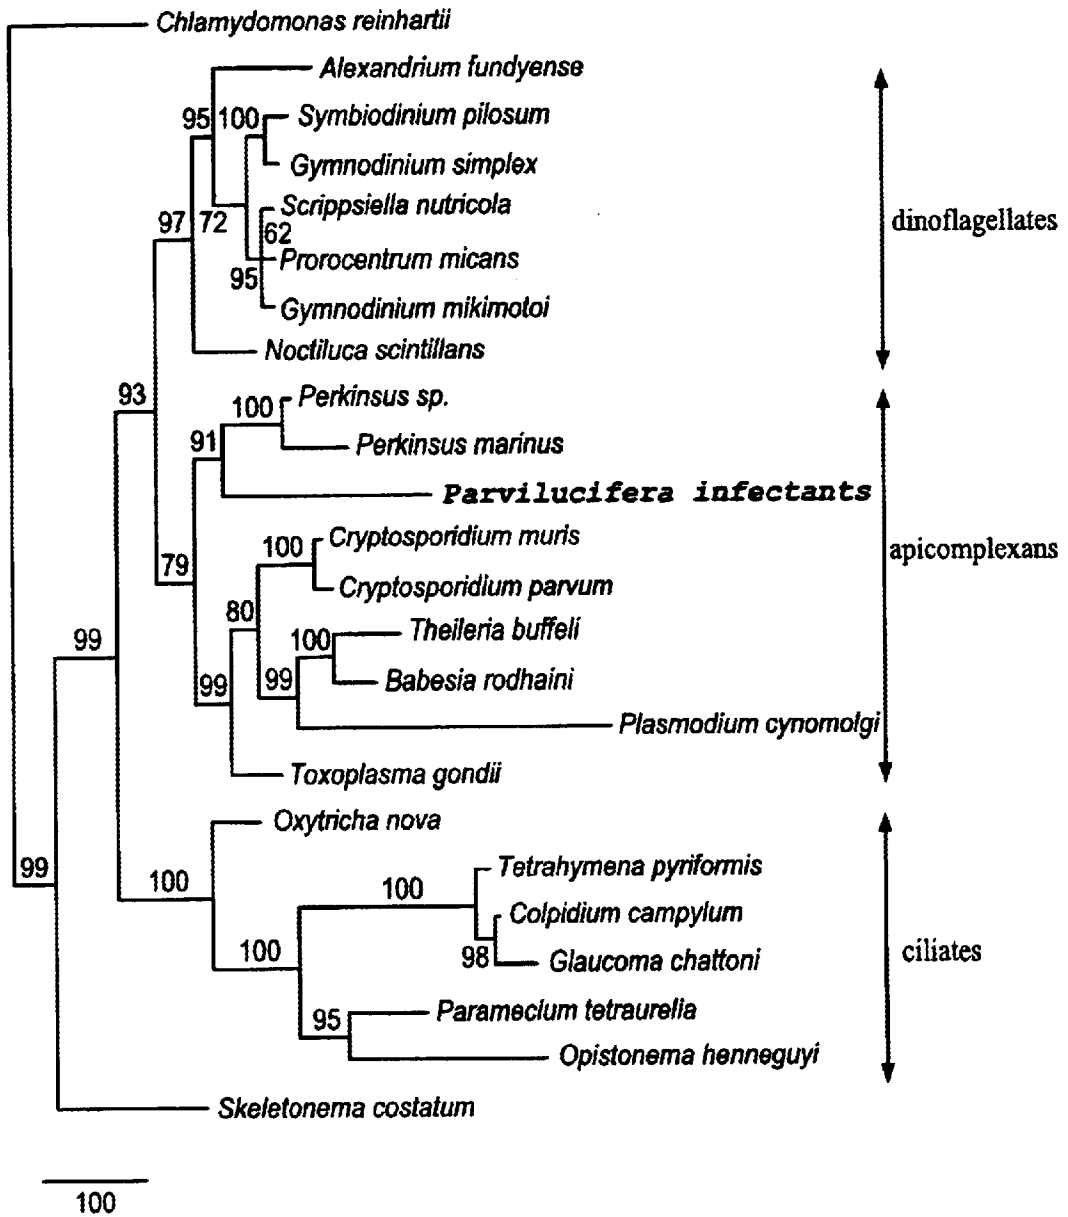 Chlamydomonas reinhartii
Alexandrium fundyense
95 100 Symbiodinium pilosum
Gymnodinium simplex
Scrippsiella nutricola
97 72 62
dinoflagellates
Prorocentrum micans
95
Gymnodinium mikimotoi
Noctiluca scintillans
93
Perkinsus sp.
100
91 Perkinsus marinus
Parvilucifera infectants
Cryptosporidium muris
100
apicomplexans
79
Cryptosporidium parvum
80
Theileria buffeli
99 100
99 99 Babesia rodhaini
Plasmodium cynomolgi
Toxoplasma gondii
Oxytricha nova
99
Tetrahymena pyriformis
100 100
Colpidium campylum
100 98
ciliates
Glaucoma chattoni
Paramecium tetraurelia
95
Opistonema henneguyi
Skeletonema costatum
100